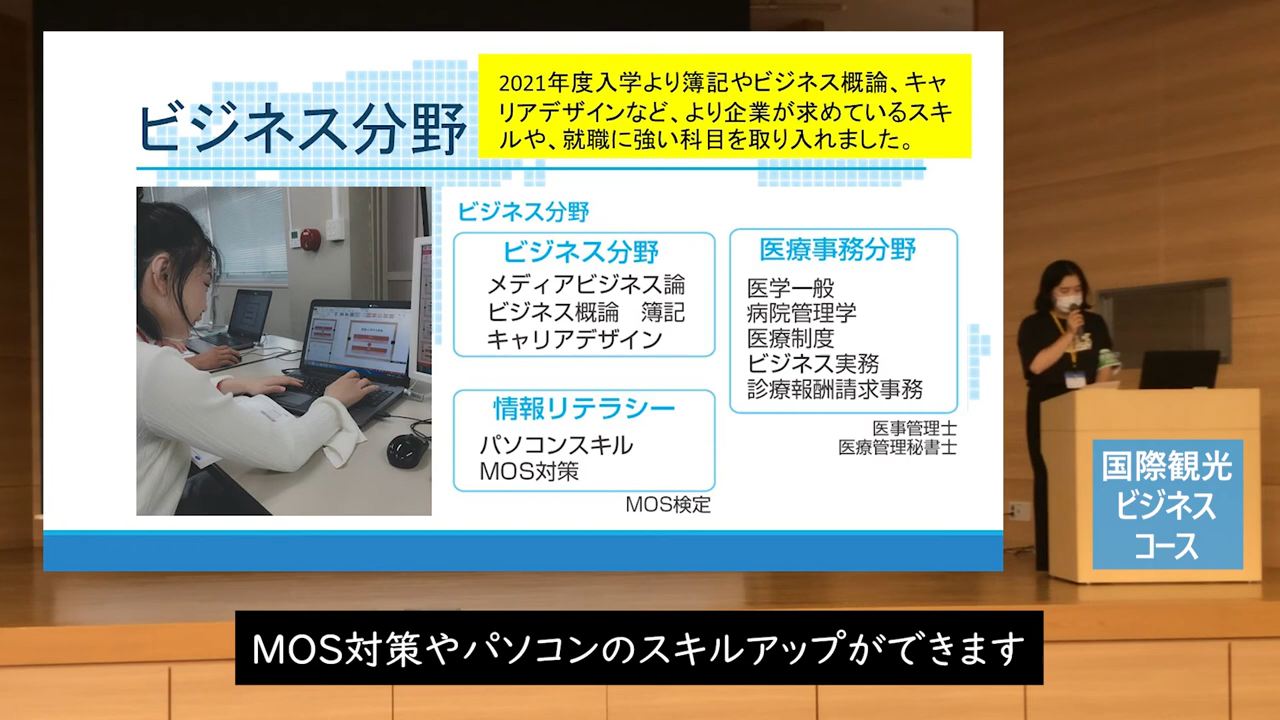 ビジネス分野
2021年度入学より簿記やビジネス概論、キャ
リアデザインなど、より企業が求めているスキ
ルや、就職に強い科目を取り入れました。
ビジネス分野
ビジネス分野
メディアビジネス論
ビジネス概論　簿記
キャリアデザイン
医療事務分野
医学一般
病院管理学
医療制度
ビジネス実務
診療報酬請求事務
医事管理士
医療管理秘書士
情報リテラシー
パソコンスキル
MOS対策
MOS検定
国際観光
ビジネス
コース
MOS対策やパソコンのスキルアップができます